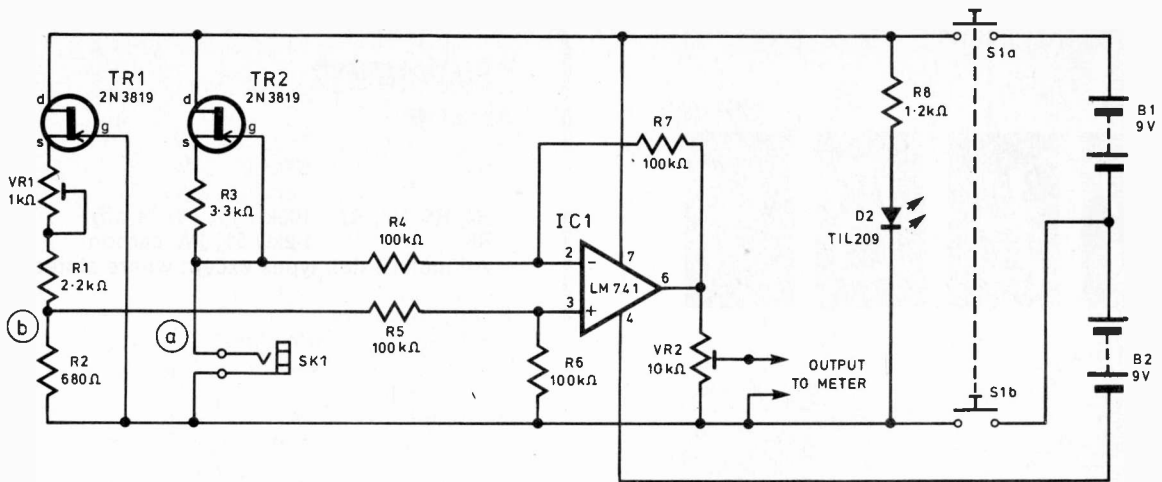 S1a
TR1
2N3819
TR2
2N3819
d
g
s
d
g
s
VR1
1kΩ
R3
3·3kΩ
R1
2·2kΩ
b
R2
680Ω
a
SK1
R4
100kΩ
R5
100kΩ
R6
100kΩ
R7
100kΩ
IC1
2
−
3
+
7
LM741
6
4
VR2
10kΩ
OUTPUT
TO METER
R8
1·2kΩ
D2
TIL209
S1b
B1
9V
B2
9V